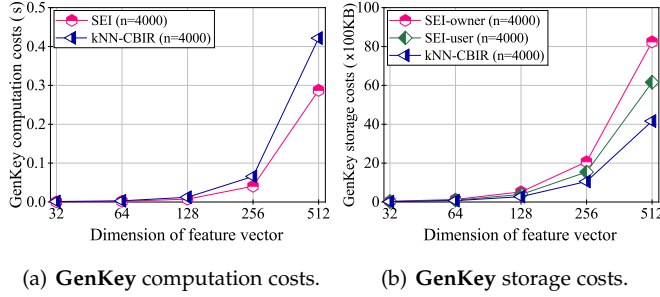 GenKey computation costs (s)
0.5
0.4
0.3
0.2
0.1
0.0
SEI (n=4000)
kNN-CBIR (n=4000)
32 64 128 256 512
Dimension of feature vector
(a) GenKey computation costs.
GenKey storage costs (×100KB)
100
80
60
40
20
0
SEI-owner (n=4000)
SEI-user (n=4000)
kNN-CBIR (n=4000)
32 64 128 256 512
Dimension of feature vector
(b) GenKey storage costs.